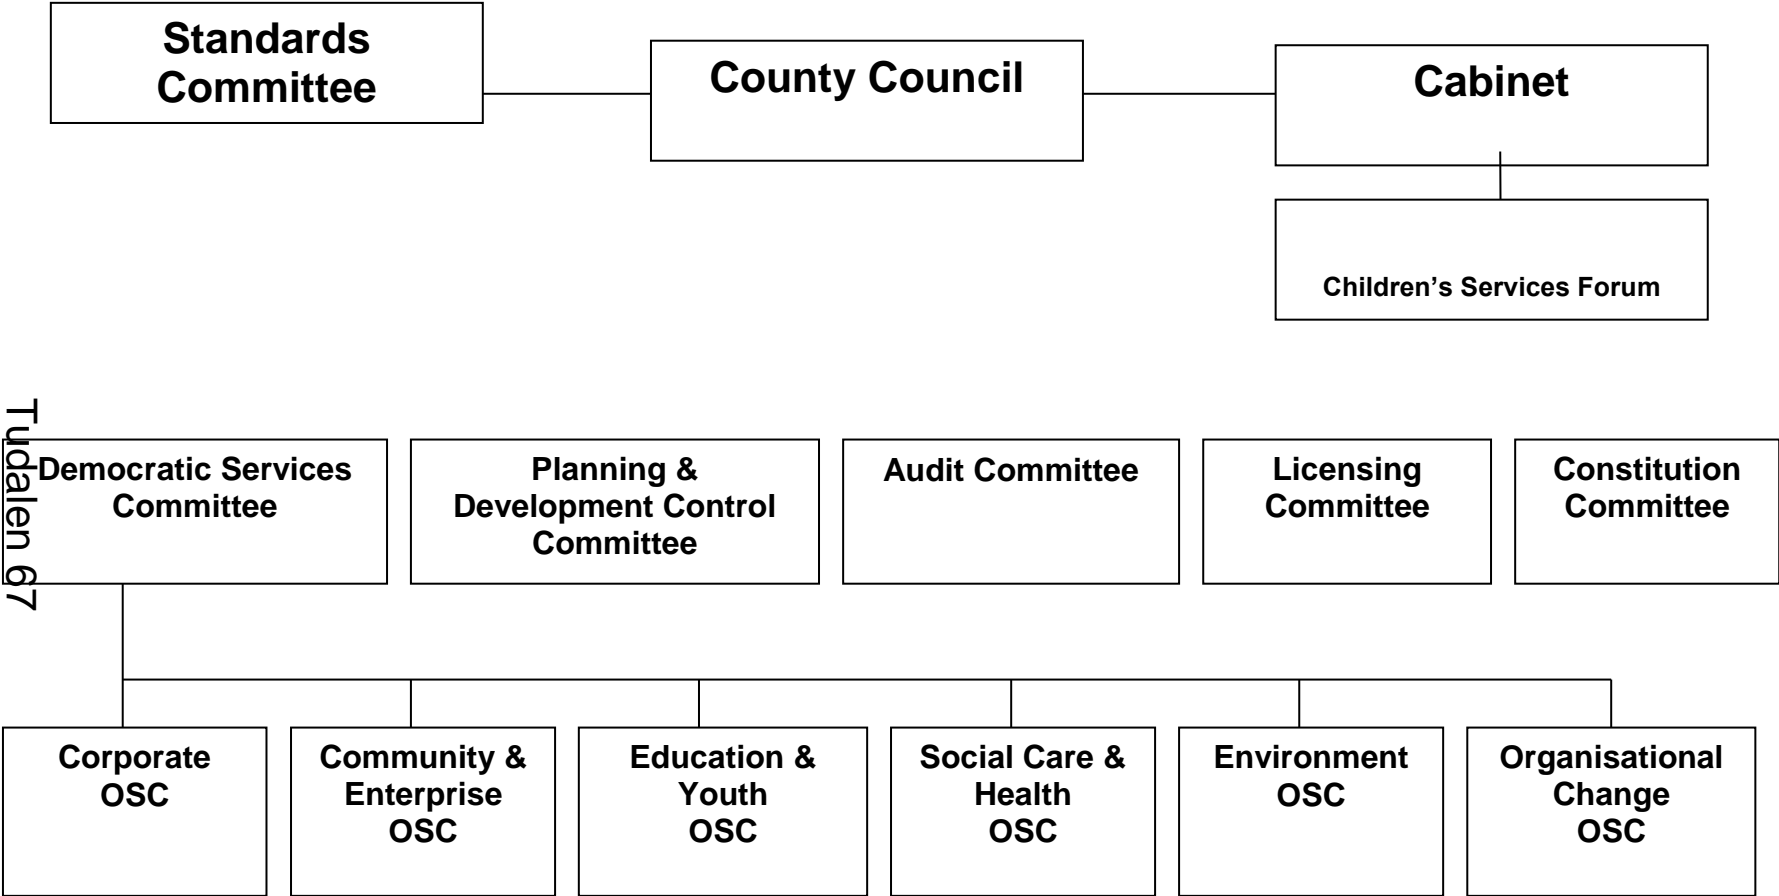 Standards
Committee
County Council
Cabinet
Children’s Services Forum
Tudalen 67
Democratic Services
Committee
Planning &
Development Control
Committee
Audit Committee
Licensing
Committee
Constitution
Committee
Corporate
OSC
Community &
Enterprise
OSC
Education &
Youth
OSC
Social Care &
Health
OSC
Environment
OSC
Organisational
Change
OSC